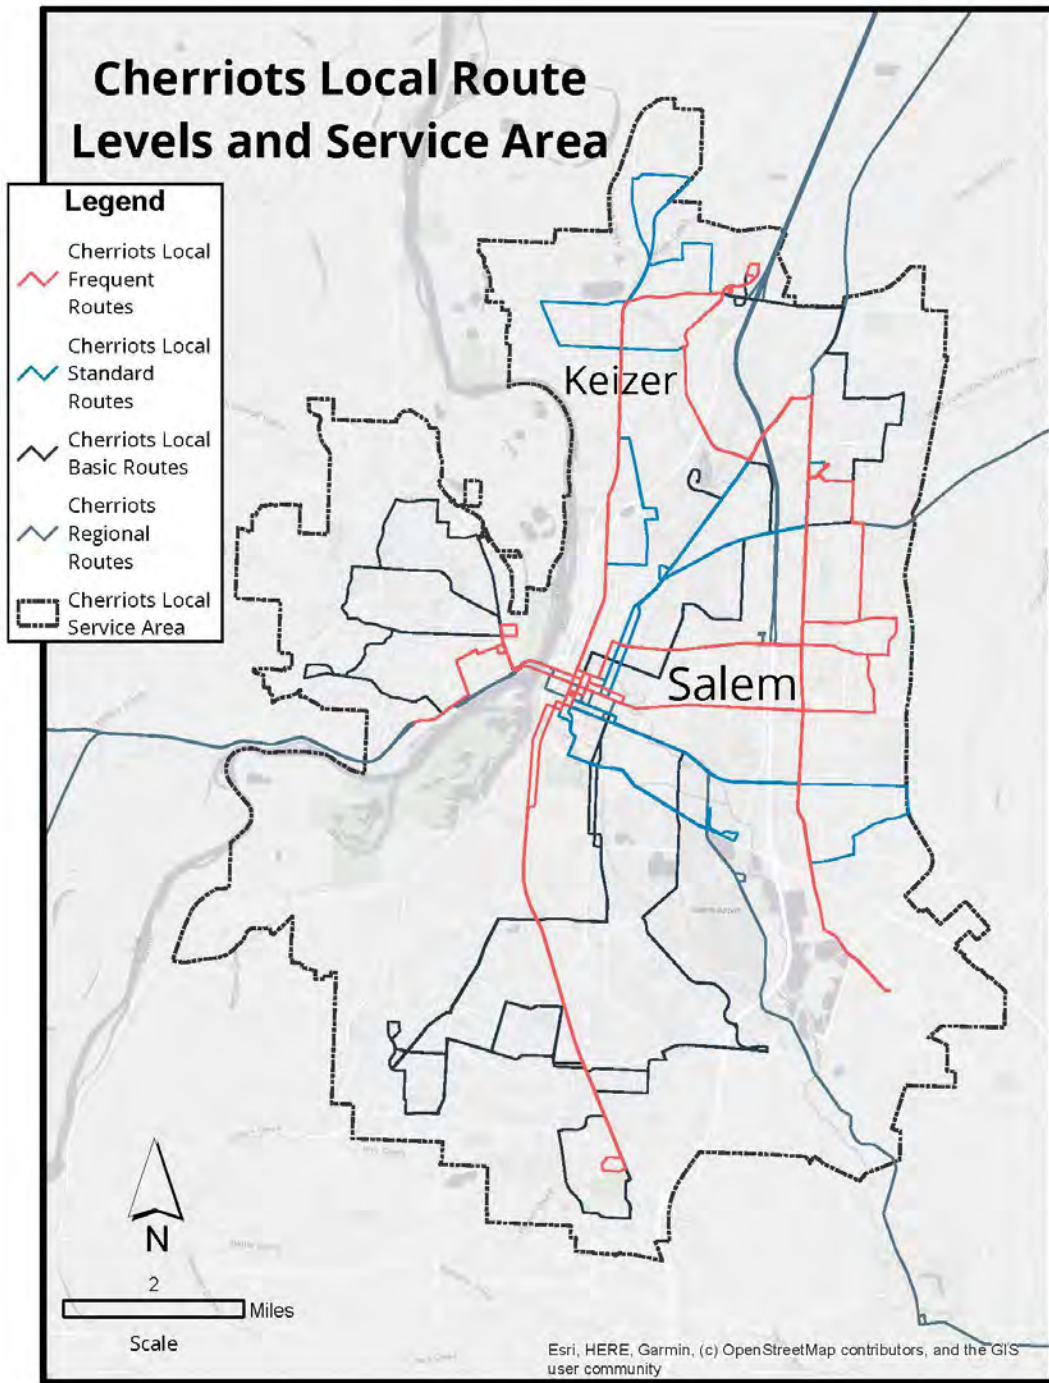 Cherriots Local Route
Levels and Service Area
Legend
Cherriots Local
Frequent
Routes
Cherriots Local
Standard
Routes
Cherriots Local
Basic Routes
Cherriots
Regional
Routes
Cherriots Local
Service Area
Keizer
Salem
N
2
Miles
Scale
Esri, HERE, Garmin, (c) OpenStreetMap contributors, and the GIS
user community